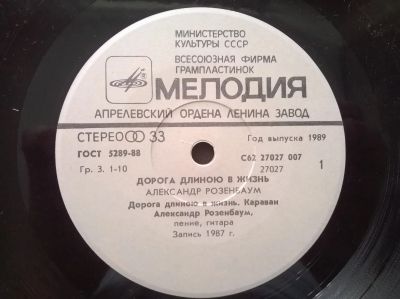 МИНИСТЕРСТВО
КУЛЬТУРЫ СССР
ВСЕСОЮЗНАЯ ФИРМА
ГРАМПЛАСТИНОК
МЕЛОДИЯ
АПРЕЛЕВСКИЙ ОРДЕНА ЛЕНИНА ЗАВОД
СТЕРЕО 33
Год выпуска 1989
ГОСТ 5289-88
С62 27027 007
Гр. 3. 1-10
27027
1
ДОРОГА ДЛИНОЮ В ЖИЗНЬ
АЛЕКСАНДР РОЗЕНБАУМ
Дорога длиною в жизнь. Караван
Александр Розенбаум,
пение, гитара
Запись 1987 г.